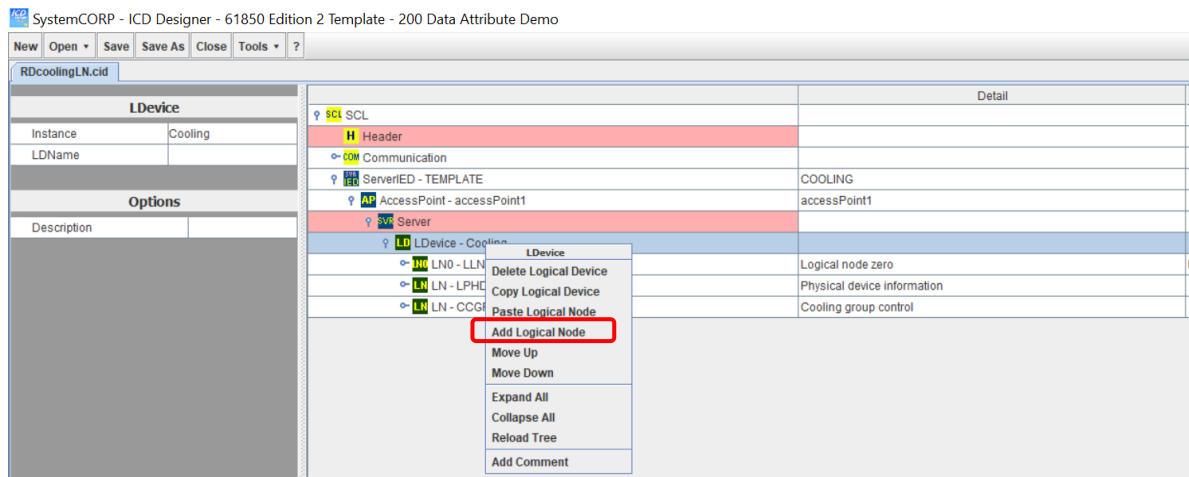 ICD SystemCORP - ICD Designer - 61850 Edition 2 Template - 200 Data Attribute Demo
New Open Save Save As Close Tools ?
RDcoolingLN.cid
LDevice
Instance Cooling
LDName
Options
Description
Detail
SCL SCL
H Header
COM Communication
SVR IED ServerIED - TEMPLATE COOLING
AP AccessPoint - accessPoint1 accessPoint1
SVR Server
LD LDevice - Cooling
LN0 LN0 - LLN Logical node zero
LN LN - LPHD Physical device information
LN LN - CCGR Cooling group control
LDevice
Delete Logical Device
Copy Logical Device
Paste Logical Node
Add Logical Node
Move Up
Move Down
Expand All
Collapse All
Reload Tree
Add Comment